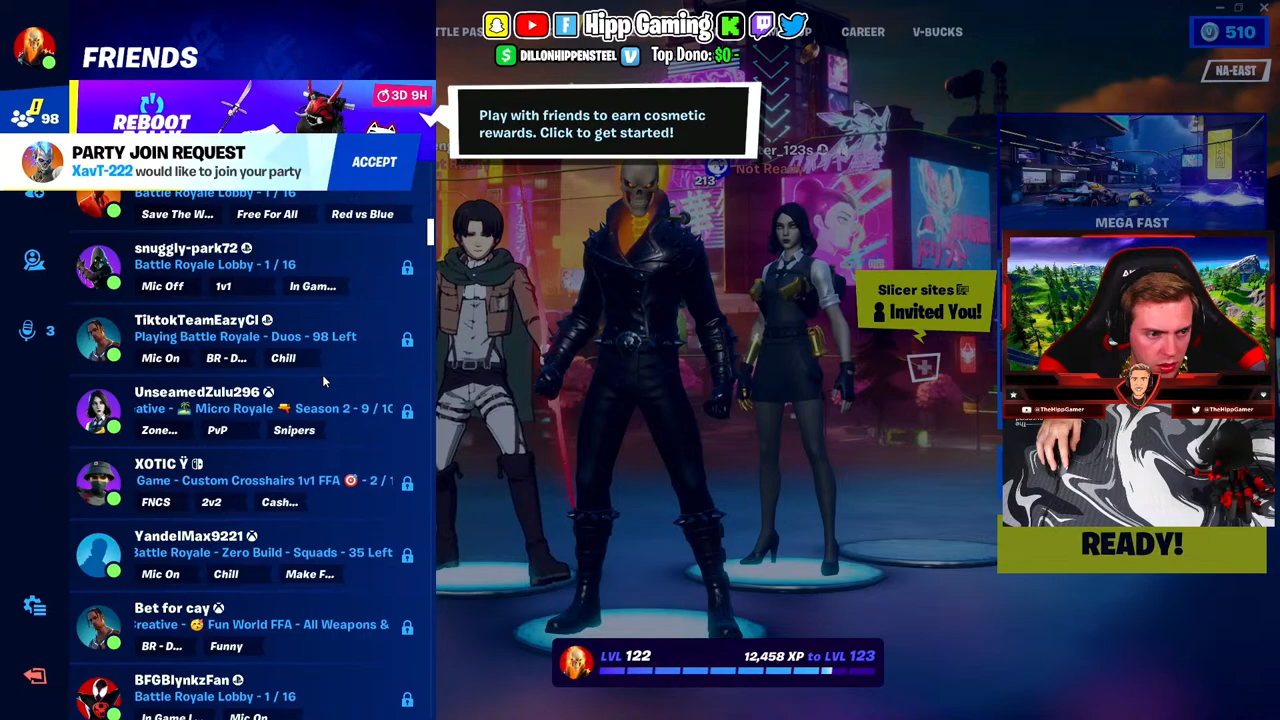 FRIENDS
98
3D 9H
REBOOT
PARTY JOIN REQUEST
XavT-222 would like to join your party
ACCEPT
Battle Royale Lobby - 1 / 16
Save The W... Free For All Red vs Blue
snuggly-park72
Battle Royale Lobby - 1 / 16
Mic Off 1v1 In Gam...
3
TiktokTeamEazyCl
Playing Battle Royale - Duos - 98 Left
Mic On BR - D... Chill
UnseamedZulu296
ative - 🏝 Micro Royale 🔫 Season 2 - 9 / 10
Zone... PvP Snipers
XOTIC Ÿ
Game - Custom Crosshairs 1v1 FFA 🎯 - 2 / 1
FNCS 2v2 Cash...
YandelMax9221
Battle Royale - Zero Build - Squads - 35 Left
Mic On Chill Make F...
Bet for cay
Creative - 🥳 Fun World FFA - All Weapons &
BR - D... Funny
BFGBlynkzFan
Battle Royale Lobby - 1 / 16
In Game L... Mic On
Hipp Gaming
DILLONHIPPENSTEEL Top Dono: $0 -
TTLE PAS
CAREER
V-BUCKS
510
NA-EAST
Play with friends to earn cosmetic
rewards. Click to get started!
er_123s
213
Not Ready
MEGA FAST
Slicer sites
Invited You!
@TheHippGamer @TheHippGamer
READY!
LVL 122 12,458 XP to LVL 123